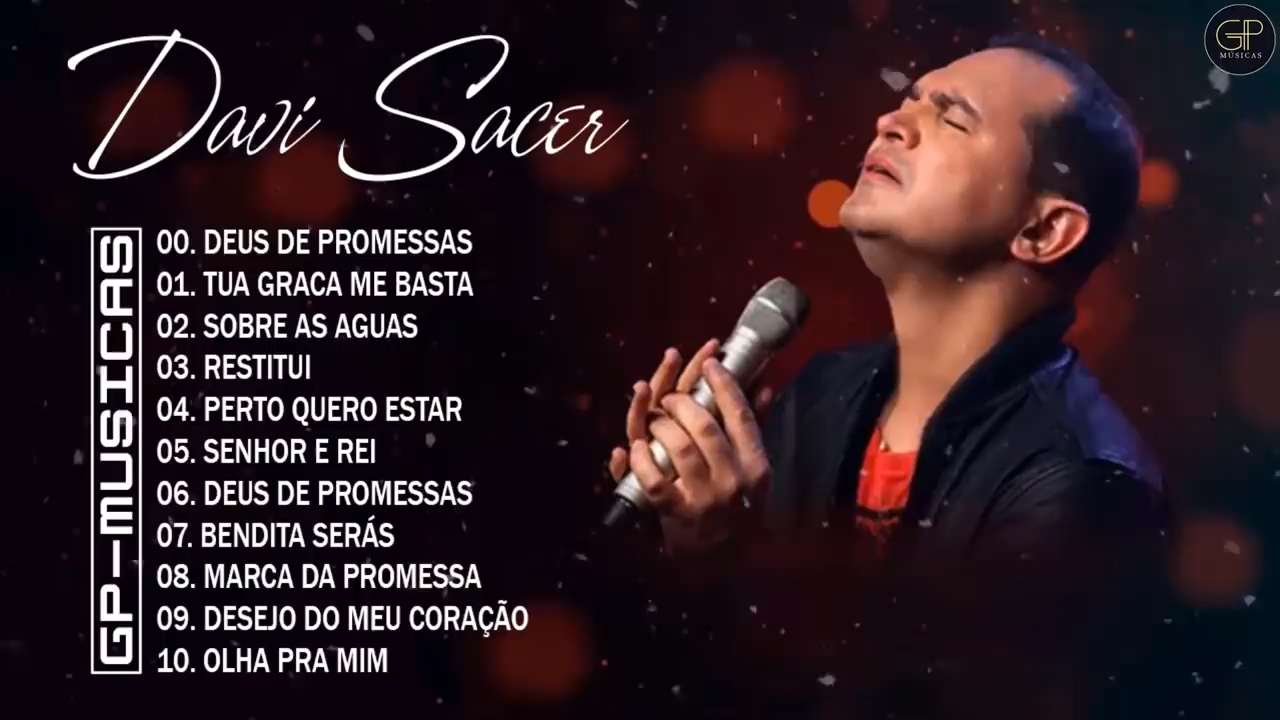 Davi Sacer
GP MÚSICAS
GP-MUSICAS
00. DEUS DE PROMESSAS
01. TUA GRACA ME BASTA
02. SOBRE AS AGUAS
03. RESTITUI
04. PERTO QUERO ESTAR
05. SENHOR E REI
06. DEUS DE PROMESSAS
07. BENDITA SERÁS
08. MARCA DA PROMESSA
09. DESEJO DO MEU CORAÇÃO
10. OLHA PRA MIM